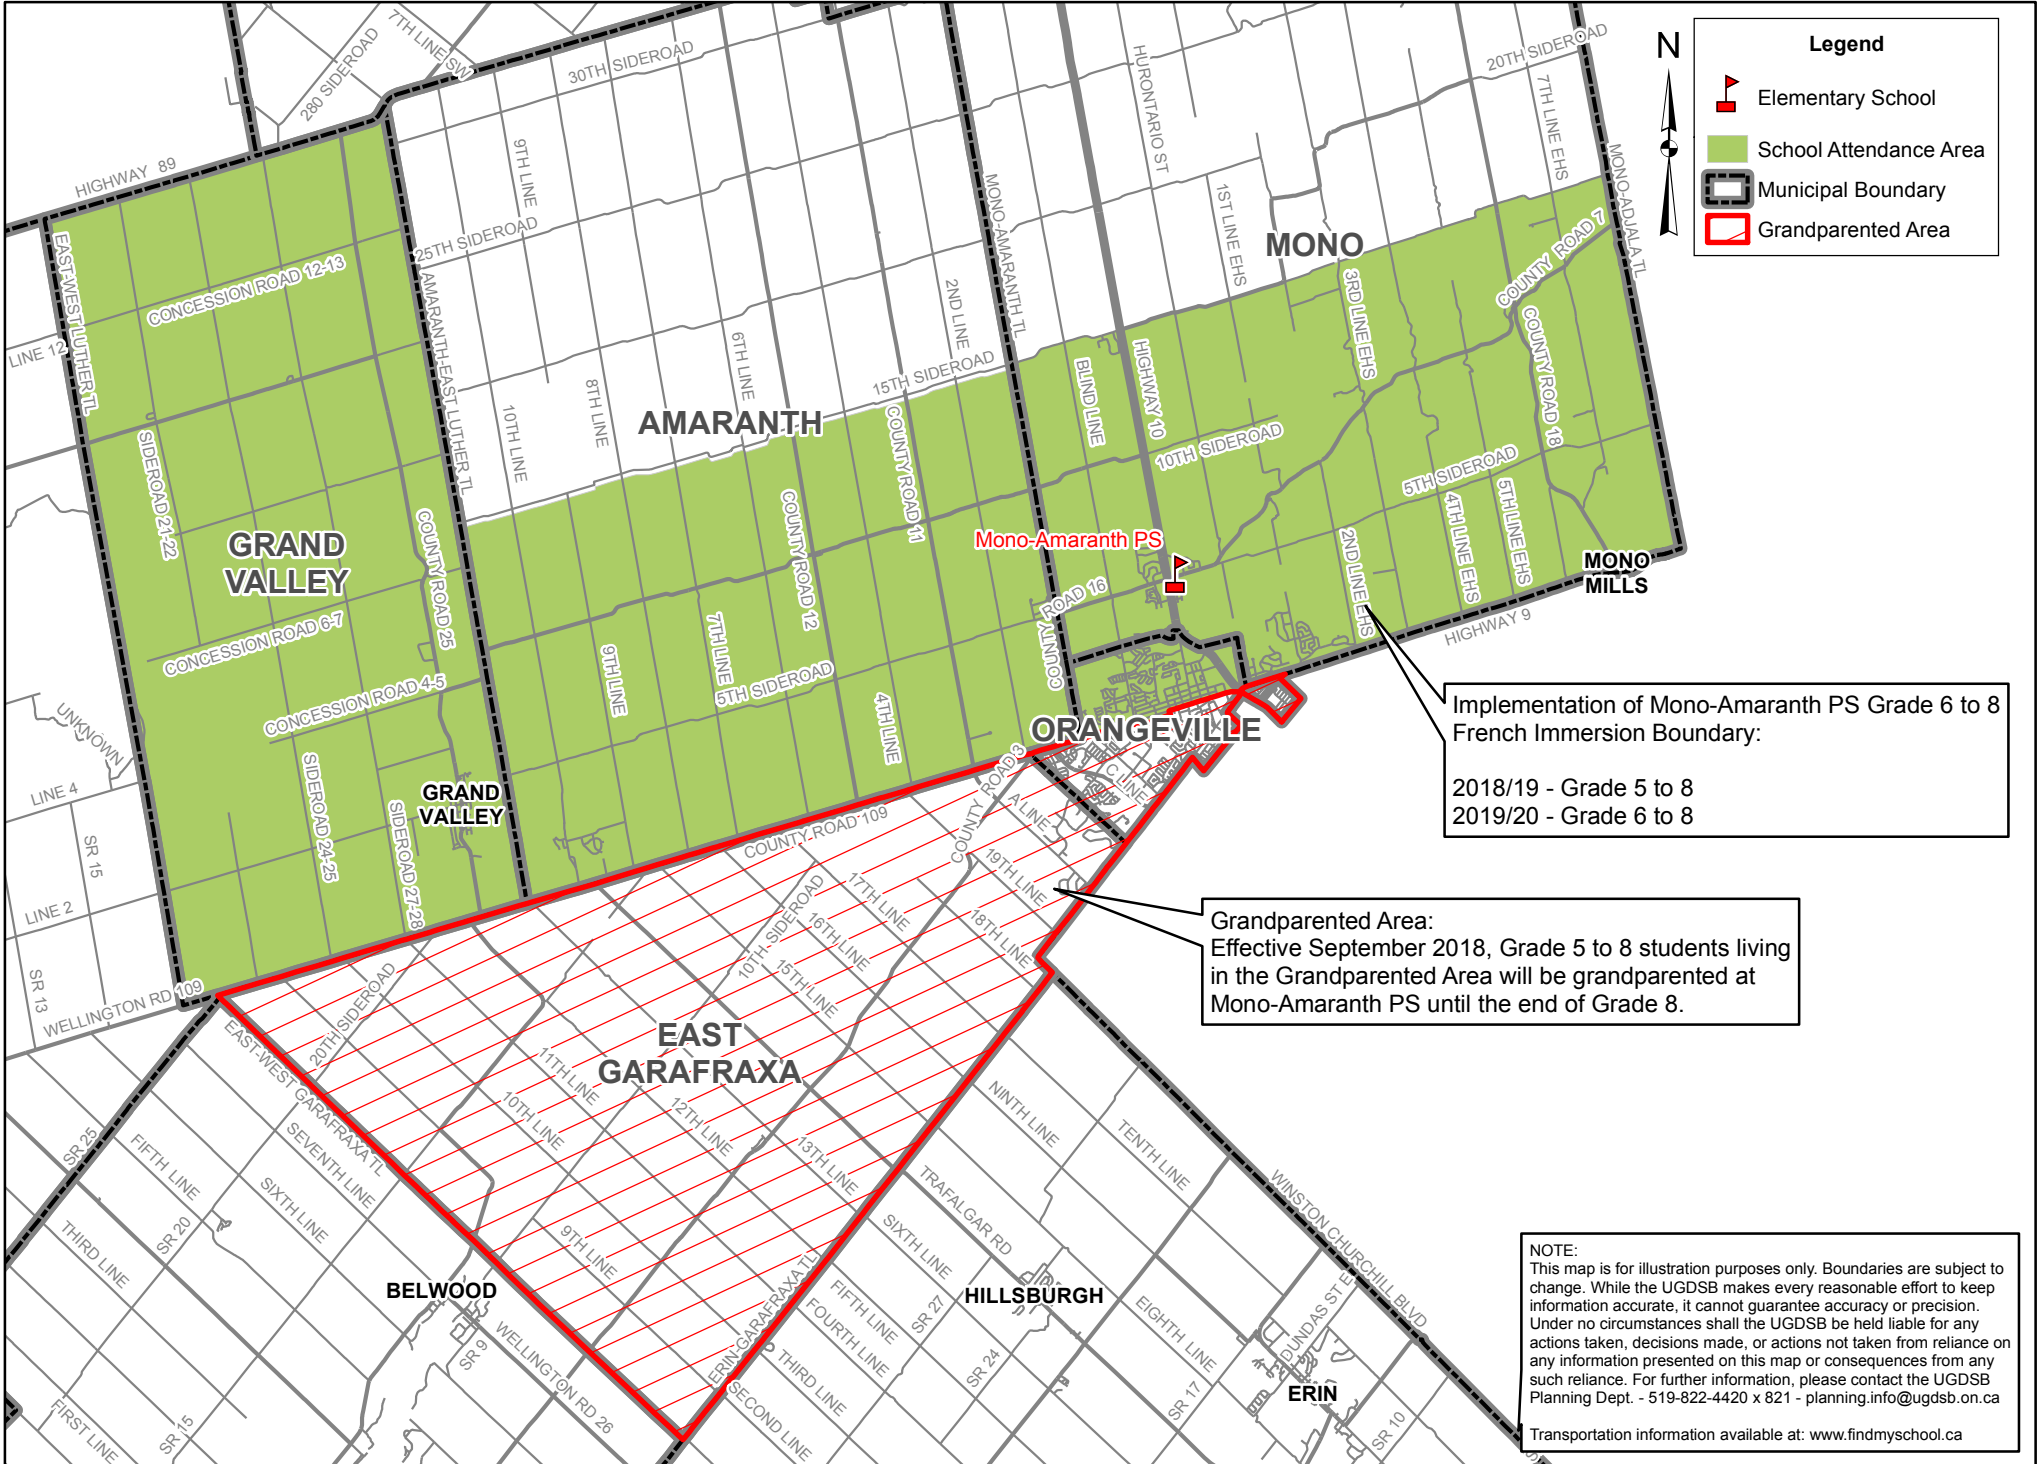 Legend
Elementary School
School Attendance Area
Municipal Boundary
Grandparented Area
N
7TH LINE SW
280 SIDEROAD
30TH SIDEROAD
HURONTARIO ST
20TH SIDEROAD
7TH LINE EHS
MONO-ADJALA TL
HIGHWAY 89
9TH LINE
25TH SIDEROAD
MONO-AMARANTH TL
1ST LINE EHS
MONO
COUNTY ROAD 7
EAST-WEST LUTHER TL
CONCESSION ROAD 12-13
AMARANTH-EAST LUTHER TL
2ND LINE
3RD LINE EHS
COUNTY ROAD 18
LINE 12
6TH LINE
15TH SIDEROAD
BLIND LINE
HIGHWAY 10
8TH LINE
10TH LINE
AMARANTH
COUNTY ROAD 11
10TH SIDEROAD
SIDEROAD 21-22
5TH SIDEROAD
4TH LINE EHS
5TH LINE EHS
GRAND
VALLEY
COUNTY ROAD 25
COUNTY ROAD 12
Mono-Amaranth PS
2ND LINE EHS
MONO
MILLS
COUNTY
ROAD 16
HIGHWAY 9
CONCESSION ROAD 6-7
9TH LINE
7TH LINE
5TH SIDEROAD
CONCESSION ROAD 4-5
4TH LINE
UNKNOWN
ORANGEVILLE
Implementation of Mono-Amaranth PS Grade 6 to 8
French Immersion Boundary:
2018/19 - Grade 5 to 8
2019/20 - Grade 6 to 8
LINE 4
SIDEROAD 24-25
SIDEROAD 27-28
GRAND
VALLEY
COUNTY ROAD 3
C LINE
A LINE
COUNTY ROAD 109
SR 15
LINE 2
SR 13
WELLINGTON RD 109
19TH LINE
18TH LINE
17TH LINE
16TH LINE
15TH LINE
10TH SIDEROAD
20TH SIDEROAD
Grandparented Area:
Effective September 2018, Grade 5 to 8 students living
in the Grandparented Area will be grandparented at
Mono-Amaranth PS until the end of Grade 8.
EAST-WEST GARAFRAXA TL
EAST
GARAFRAXA
11TH LINE
10TH LINE
12TH LINE
13TH LINE
9TH LINE
NINTH LINE
TENTH LINE
SR 25
FIFTH LINE
SEVENTH LINE
SIXTH LINE
THIRD LINE
SR 20
TRAFALGAR RD
SIXTH LINE
WINSTON CHURCHILL BLVD
BELWOOD
HILLSBURGH
ERIN-GARAFRAXA TL
FIFTH LINE
FOURTH LINE
THIRD LINE
SECOND LINE
SR 27
SR 24
EIGHTH LINE
DUNDAS ST E
SR 9
WELLINGTON RD 26
FIRST LINE
SR 15
SR 17
ERIN
SR 10
NOTE:
This map is for illustration purposes only. Boundaries are subject to
change. While the UGDSB makes every reasonable effort to keep
information accurate, it cannot guarantee accuracy or precision.
Under no circumstances shall the UGDSB be held liable for any
actions taken, decisions made, or actions not taken from reliance on
any information presented on this map or consequences from any
such reliance. For further information, please contact the UGDSB
Planning Dept. - 519-822-4420 x 821 - planning.info@ugdsb.on.ca
Transportation information available at: www.findmyschool.ca